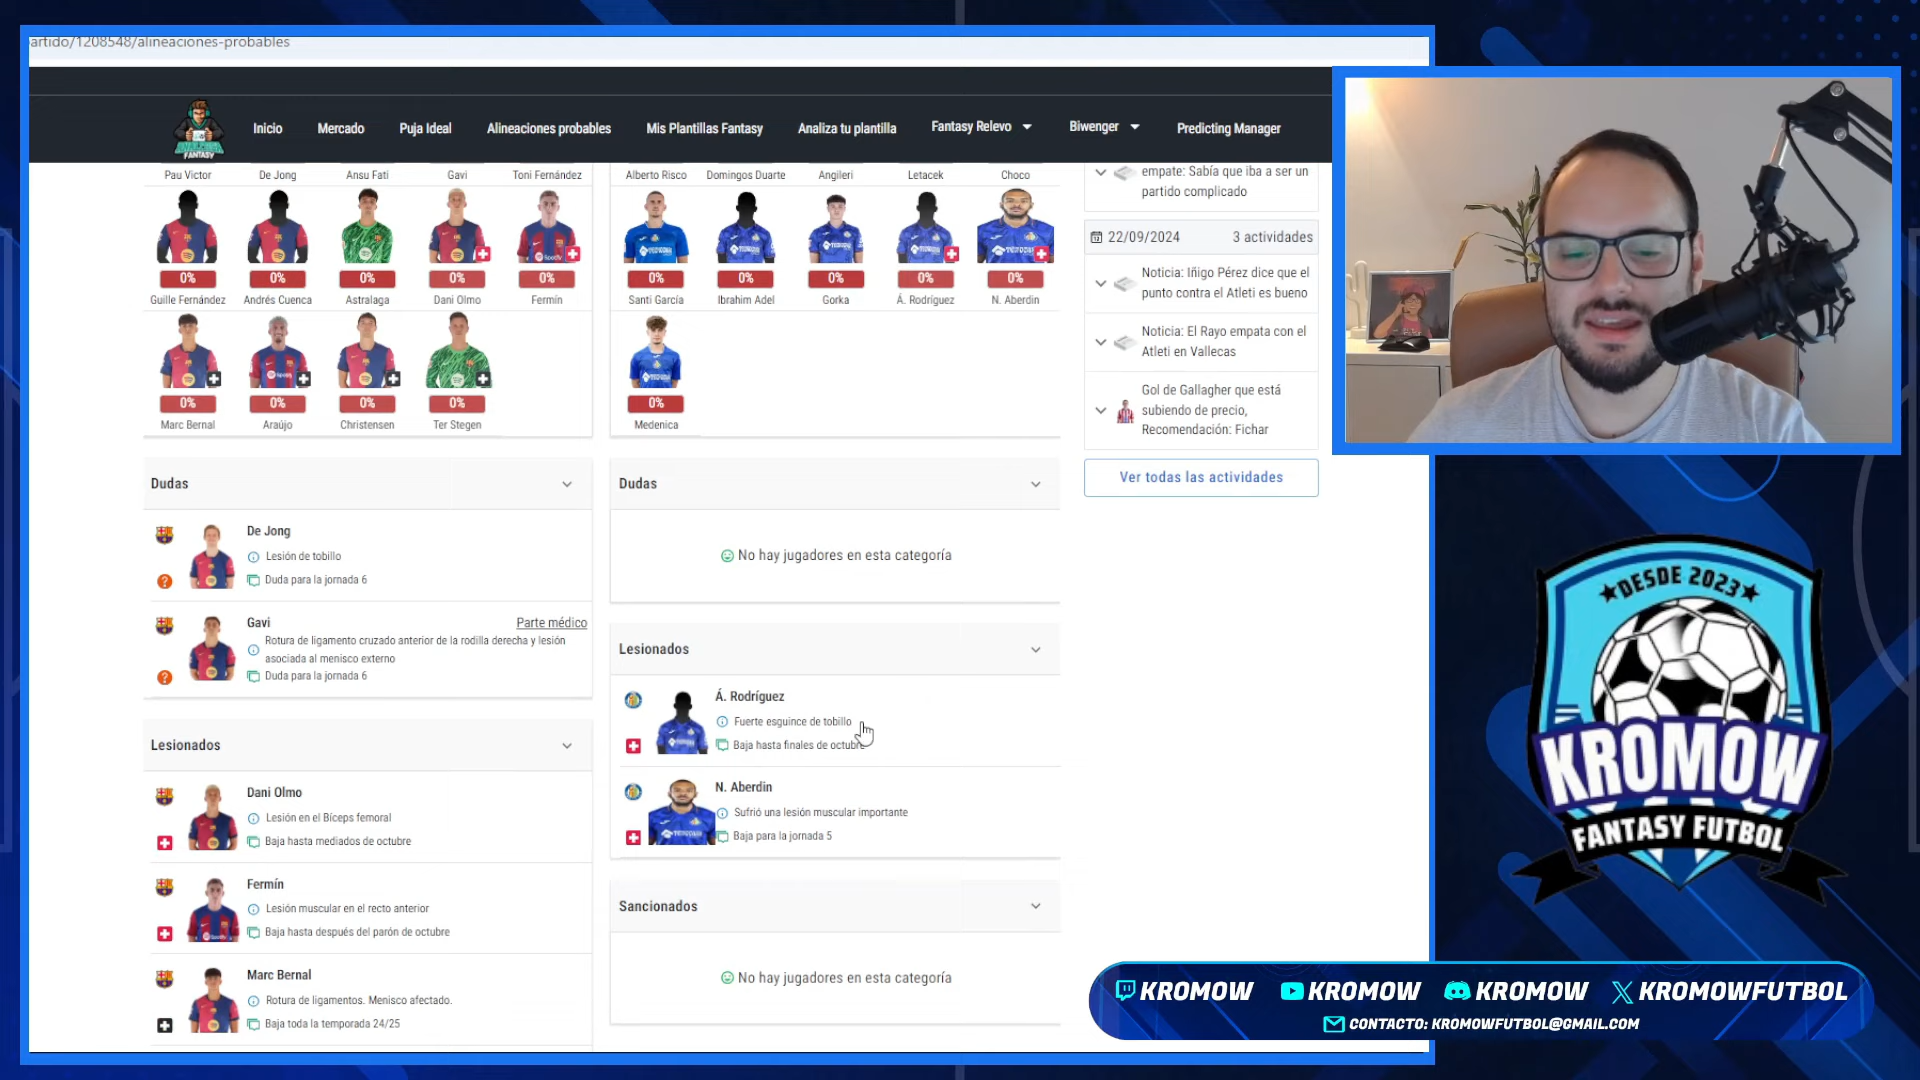 artido/1208548/alineaciones-probables
ANALITICA
FANTASY
Inicio
Mercado
Puja Ideal
Alineaciones probables
Mis Plantillas Fantasy
Analiza tu plantilla
Fantasy Relevo
Biwenger
Predicting Manager
Pau Victor
De Jong
Ansu Fati
Gavi
Toni Fernández
0%
0%
0%
0%
0%
Guille Fernández
Andrés Cuenca
Astralaga
Dani Olmo
Fermín
0%
0%
0%
0%
Marc Bernal
Araújo
Christensen
Ter Stegen
Alberto Risco
Domingos Duarte
Angileri
Letacek
Choco
0%
0%
0%
0%
0%
Santi García
Ibrahim Adel
Gorka
Á. Rodríguez
N. Aberdin
0%
Medenica
Dudas
De Jong
Lesión de tobillo
Duda para la jornada 6
Gavi
Parte médico
Rotura de ligamento cruzado anterior de la rodilla derecha y lesión
asociada al menisco externo
Duda para la jornada 6
Lesionados
Dani Olmo
Lesión en el Bíceps femoral
Baja hasta mediados de octubre
Fermín
Lesión muscular en el recto anterior
Baja hasta después del parón de octubre
Marc Bernal
Rotura de ligamentos. Menisco afectado.
Baja toda la temporada 24/25
Dudas
No hay jugadores en esta categoría
Lesionados
Á. Rodríguez
Fuerte esguince de tobillo
Baja hasta finales de octubre
N. Aberdin
Sufrió una lesión muscular importante
Baja para la jornada 5
Sancionados
No hay jugadores en esta categoría
empate: Sabía que iba a ser un
partido complicado
22/09/2024
3 actividades
Noticia: Iñigo Pérez dice que el
punto contra el Atleti es bueno
Noticia: El Rayo empata con el
Atleti en Vallecas
Gol de Gallagher que está
subiendo de precio,
Recomendación: Fichar
Ver todas las actividades
★DESDE 2023★
KROMOW
FANTASY FUTBOL
KROMOW
KROMOW
KROMOW
KROMOWFUTBOL
CONTACTO: KROMOWFUTBOL@GMAIL.COM